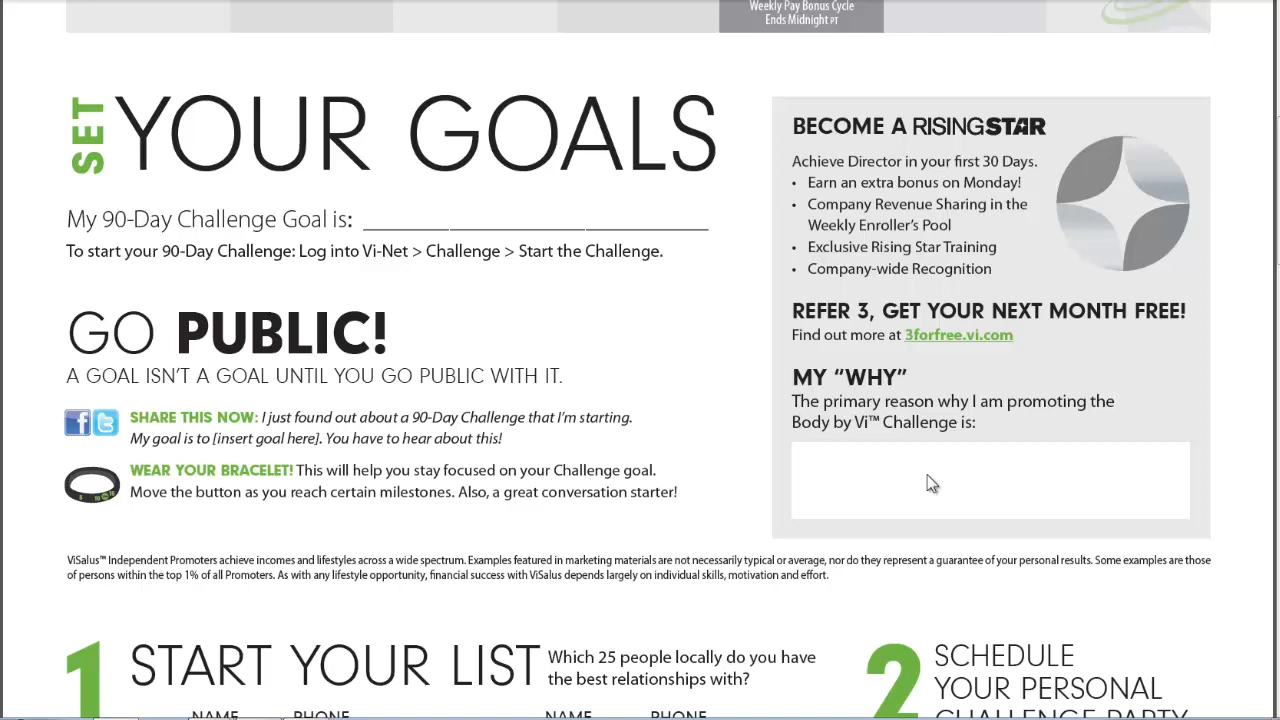 Weekly Pay Bonus Cycle
Ends Midnight PT
SET YOUR GOALS
My 90-Day Challenge Goal is:
To start your 90-Day Challenge: Log into Vi-Net > Challenge > Start the Challenge.
GO PUBLIC!
A GOAL ISN'T A GOAL UNTIL YOU GO PUBLIC WITH IT.
SHARE THIS NOW: I just found out about a 90-Day Challenge that I'm starting.
My goal is to [insert goal here]. You have to hear about this!
WEAR YOUR BRACELET! This will help you stay focused on your Challenge goal.
Move the button as you reach certain milestones. Also, a great conversation starter!
BECOME A RISINGSTAR
Achieve Director in your first 30 Days.
• Earn an extra bonus on Monday!
• Company Revenue Sharing in the
Weekly Enroller's Pool
• Exclusive Rising Star Training
• Company-wide Recognition
REFER 3, GET YOUR NEXT MONTH FREE!
Find out more at 3forfree.vi.com
MY “WHY”
The primary reason why I am promoting the
Body by Vi™ Challenge is:
ViSalus™ Independent Promoters achieve incomes and lifestyles across a wide spectrum. Examples featured in marketing materials are not necessarily typical or average, nor do they represent a guarantee of your personal results. Some examples are those
of persons within the top 1% of all Promoters. As with any lifestyle opportunity, financial success with ViSalus depends largely on individual skills, motivation and effort.
1 START YOUR LIST
Which 25 people locally do you have
the best relationships with?
NAME PHONE NAME PHONE
2 SCHEDULE
YOUR PERSONAL
CHALLENGE PARTY